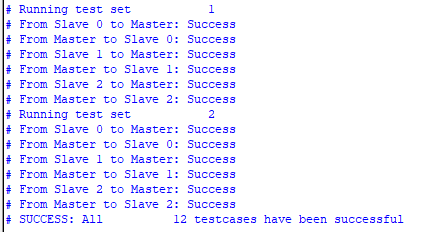 # Running test set           1
# From Slave 0 to Master: Success
# From Master to Slave 0: Success
# From Slave 1 to Master: Success
# From Master to Slave 1: Success
# From Slave 2 to Master: Success
# From Master to Slave 2: Success
# Running test set           2
# From Slave 0 to Master: Success
# From Master to Slave 0: Success
# From Slave 1 to Master: Success
# From Master to Slave 1: Success
# From Slave 2 to Master: Success
# From Master to Slave 2: Success
# SUCCESS: All          12 testcases have been successful